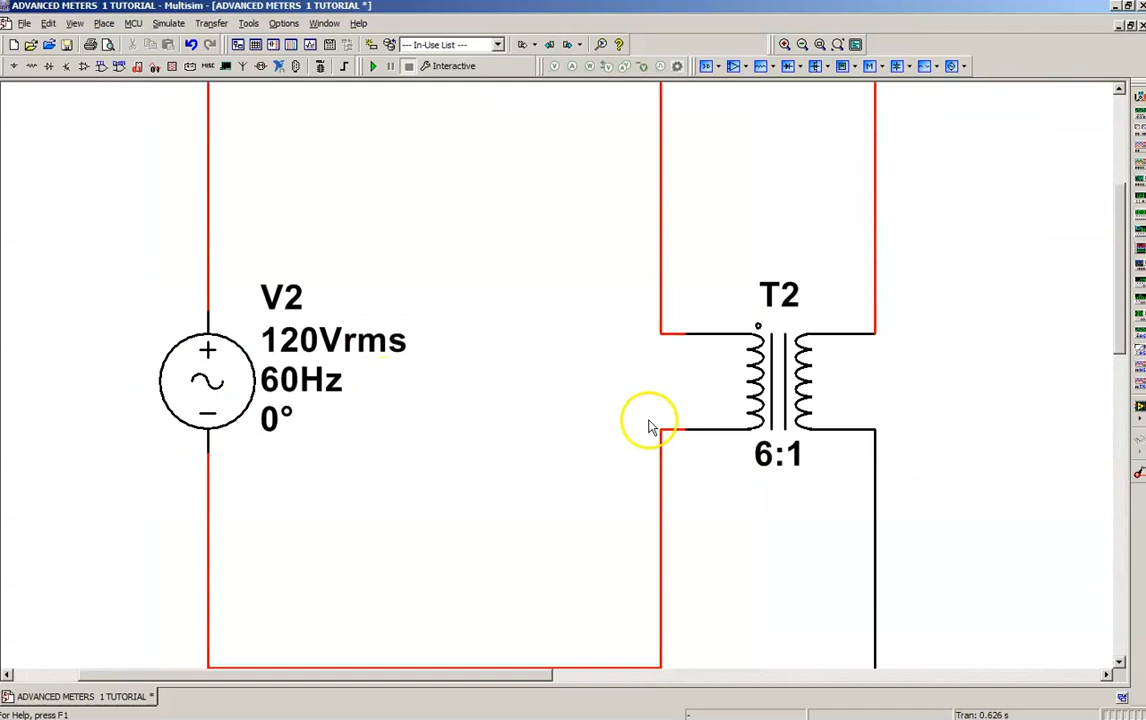 ADVANCED METERS 1 TUTORIAL - Multisim - [ADVANCED METERS 1 TUTORIAL *]
File Edit View Place MCU Simulate Transfer Tools Options Window Help
--- In-Use List ---
MISC
Interactive
V2
120Vrms
60Hz
0°
T2
6:1
ADVANCED METERS 1 TUTORIAL *
For Help, press F1
-
Tran: 0.626 s